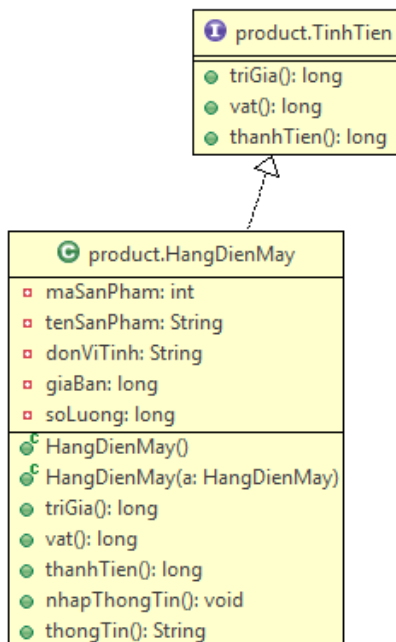 I product.TinhTien
triGia(): long
vat(): long
thanhTien(): long
C product.HangDienMay
maSanPham: int
tenSanPham: String
donViTinh: String
giaBan: long
soLuong: long
C HangDienMay()
C HangDienMay(a: HangDienMay)
triGia(): long
vat(): long
thanhTien(): long
nhapThongTin(): void
thongTin(): String